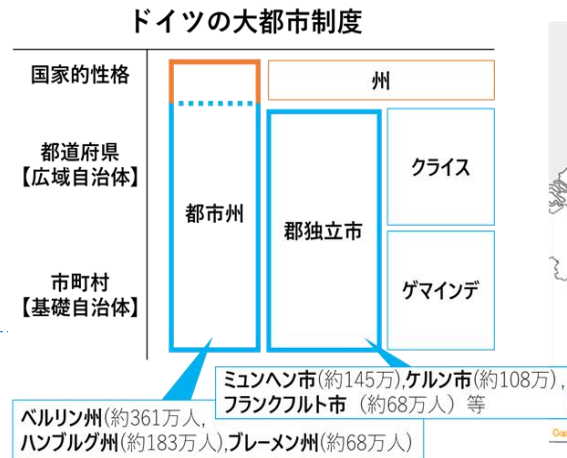 ドイツの大都市制度
国家的性格
州
都道府県
【広域自治体】
クライス
都市州
郡独立市
市町村
【基礎自治体】
ゲマインデ
ミュンヘン市(約145万),ケルン市(約108万),
フランクフルト市 (約68万人) 等
ベルリン州(約361万人,
ハンブルグ州(約183万人),ブレーメン州(約68万人)
Cop